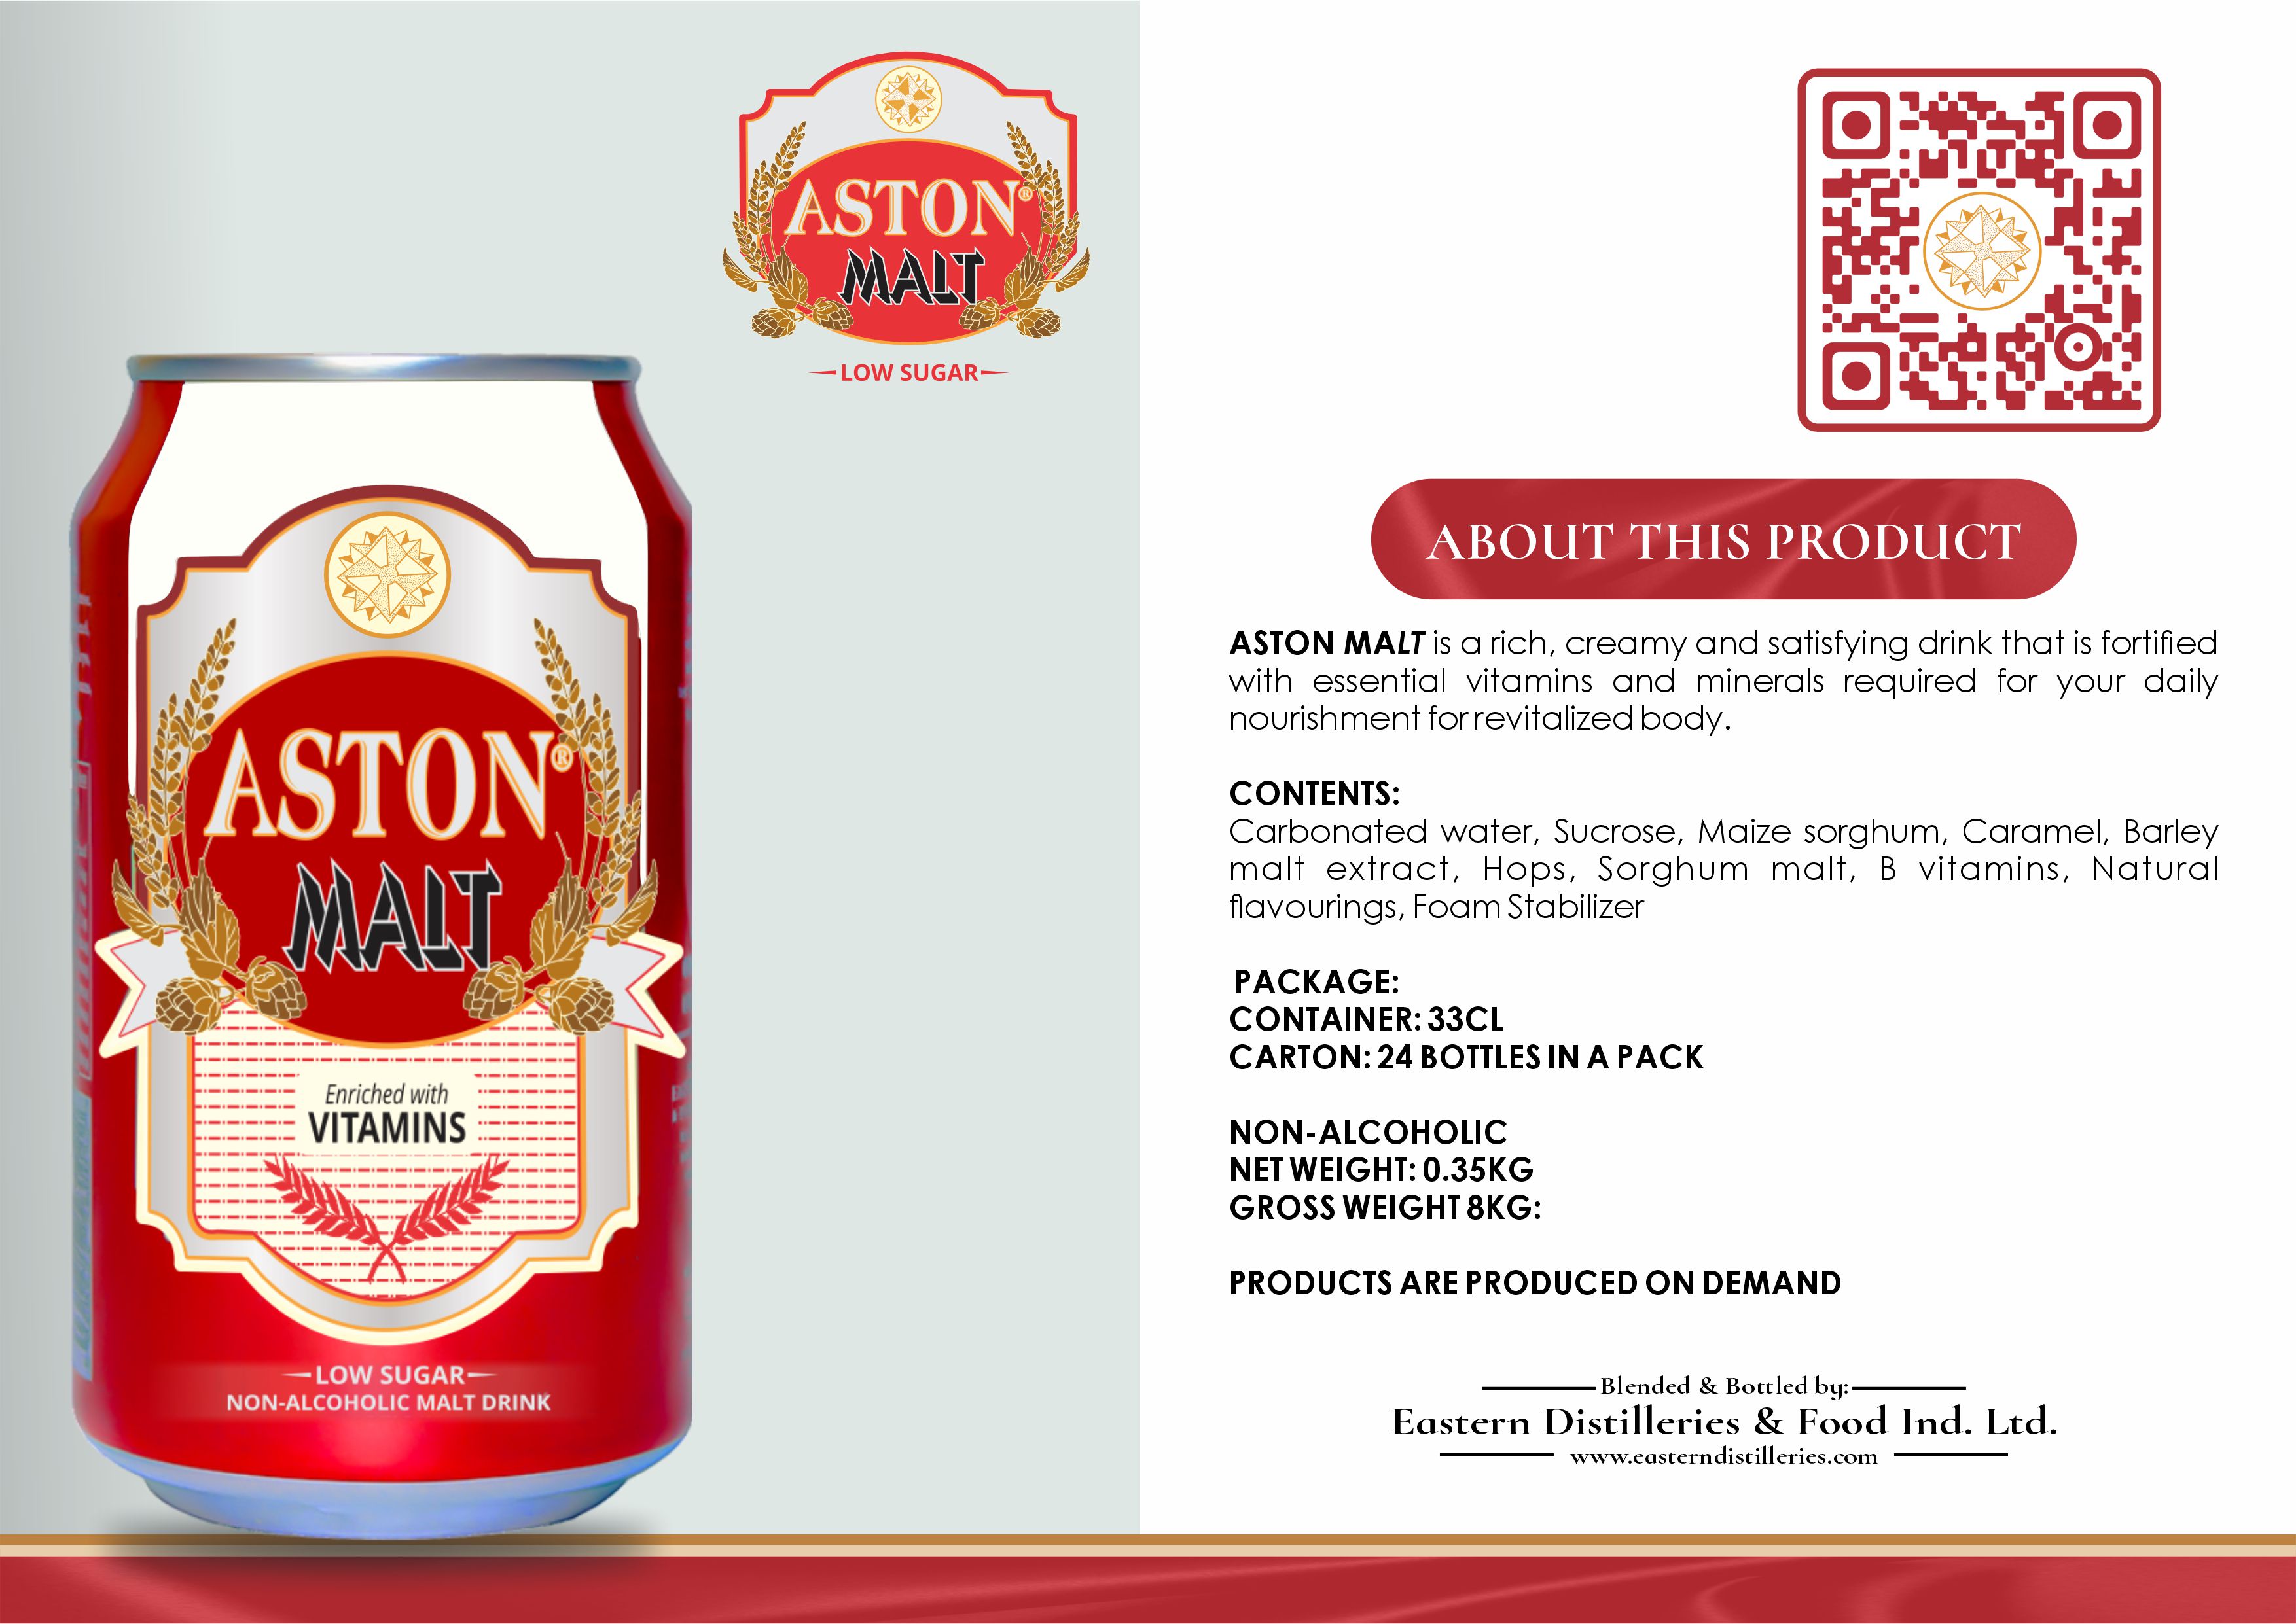 ASTON®
MALT
LOW SUGAR
ASTON®
MALT
Enriched with
VITAMINS
LOW SUGAR
NON-ALCOHOLIC MALT DRINK
ABOUT THIS PRODUCT
ASTON MALT is a rich, creamy and satisfying drink that is fortified
with essential vitamins and minerals required for your daily
nourishment for revitalized body.
CONTENTS:
Carbonated water, Sucrose, Maize sorghum, Caramel, Barley
malt extract, Hops, Sorghum malt, B vitamins, Natural
flavourings, Foam Stabilizer
PACKAGE:
CONTAINER: 33CL
CARTON: 24 BOTTLES IN A PACK
NON-ALCOHOLIC
NET WEIGHT: 0.35KG
GROSS WEIGHT 8KG:
PRODUCTS ARE PRODUCED ON DEMAND
Blended & Bottled by:
Eastern Distilleries & Food Ind. Ltd.
www.easterndistilleries.com